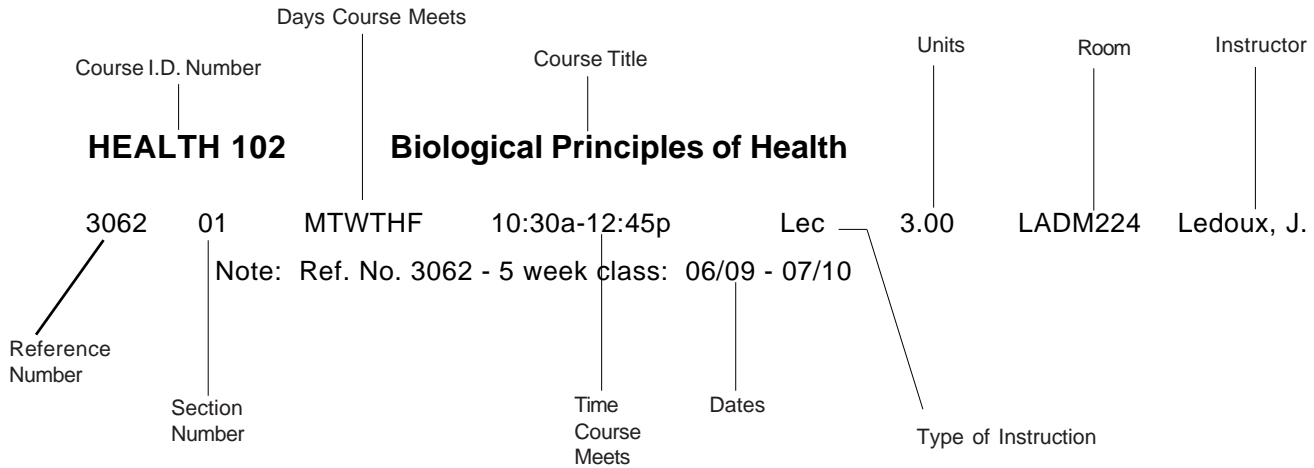 Days Course Meets
Course I.D. Number
Course Title
Units
Room
Instructor
HEALTH 102 Biological Principles of Health
3062 01 MTWTHF 10:30a-12:45p Lec 3.00 LADM224 Ledoux, J.
Note: Ref. No. 3062 - 5 week class: 06/09 - 07/10
Reference
Number
Section
Number
Time
Course
Meets
Dates
Type of Instruction